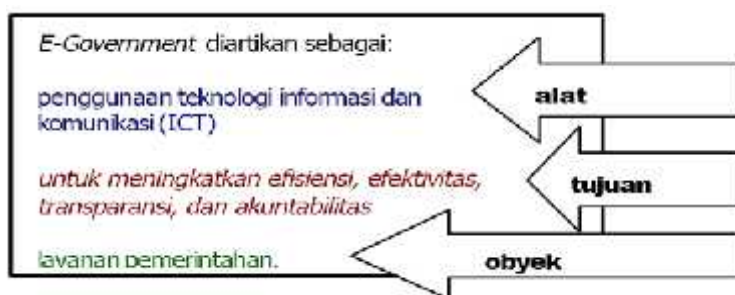 E-Government diartikan sebagai:
penggunaan teknologi informasi dan
alat
komunikasi (ICT)
untuk meningkatkan efisiensi, efektivitas,
tujuan
transparansi, dan akuntabilitas
layanan pemerintahan.
obyek